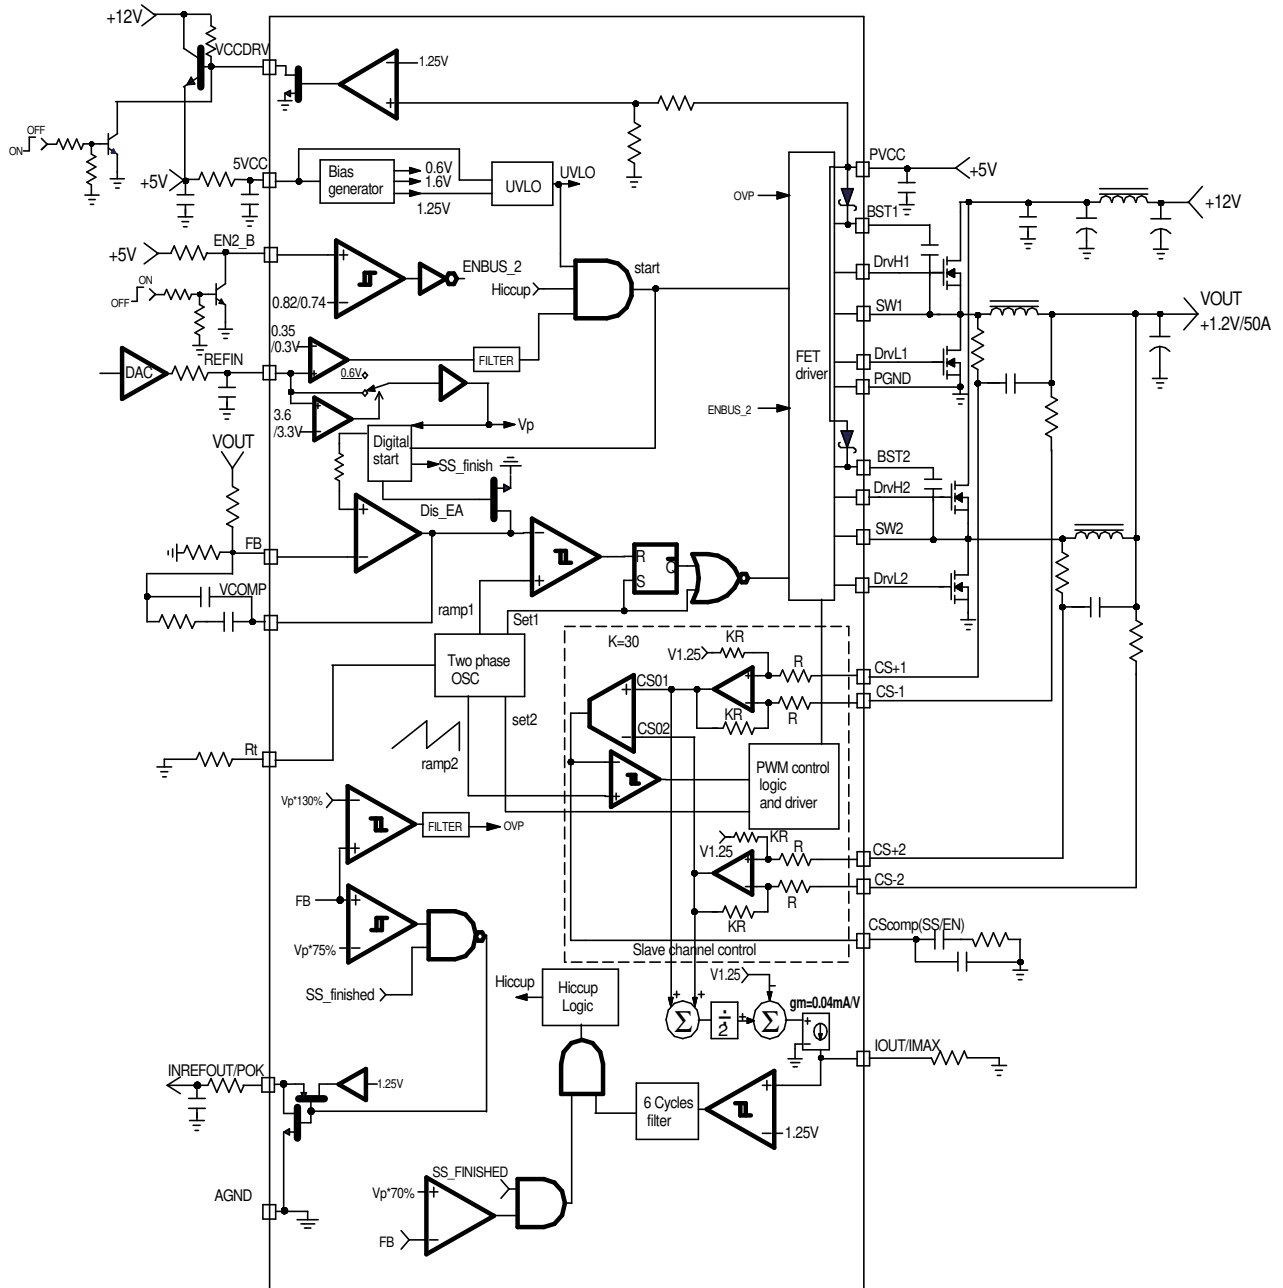 +12V
VCCDRV
1.25V
+
OFF
ON
5VCC
+5V
Bias
generator
0.6V
1.6V
1.25V
UVLO
UVLO
PVCC
+5V
OVP
BST1
+12V
EN2_B
+5V
ON
OFF
+
0.82/0.74
ENBUS_2
Hiccup
start
DrvH1
SW1
VOUT
+1.2V/50A
0.35
/0.3V
FILTER
FET
driver
DrvL1
PGND
DAC
REFIN
0.6V
3.6
/3.3V
ENBUS_2
Vp
VOUT
Digital
start
SS_finish
BST2
DrvH2
Dis_EA
+
SW2
FB
R
Q
S
+
DrvL2
VCOMP
ramp1
Set1
K=30
KR
V1.25
R
CS+1
Two phase
OSC
CS01
CS-1
KR
R
set2
CS02
Rt
ramp2
PWM control
logic
and driver
Vp*130%
FILTER
OVP
KR
V1.25
R
CS+2
CS-2
FB
KR
R
Vp*75%
CScomp(SS/EN)
Slave channel control
SS_finished
Hiccup
Hiccup
Logic
V1.25
gm=0.04mA/V
Σ
÷
2
Σ
IOUT/IMAX
INREFOUT/POK
1.25V
6 Cycles
filter
1.25V
SS_FINISHED
Vp*70%
AGND
FB